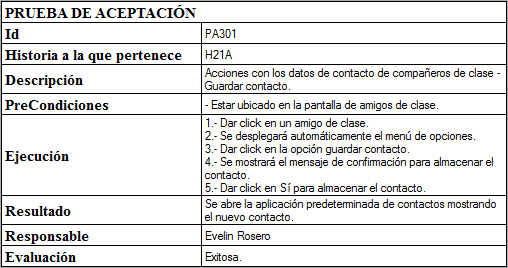 PRUEBA DE ACEPTACIÓN
Id PA301
Historia a la que pertenece H21A
Descripción Acciones con los datos de contacto de compañeros de clase -
Guardar contacto.
PreCondiciones - Estar ubicado en la pantalla de amigos de clase.
Ejecución 1.- Dar click en un amigo de clase.
2.- Se desplegará automáticamente el menú de opciones.
3.- Dar click en la opción guardar contacto.
4.- Se mostrará el mensaje de confirmación para almacenar el
contacto.
5.- Dar click en Sí para almacenar el contacto.
Resultado Se abre la aplicación predeterminada de contactos mostrando
el nuevo contacto.
Responsable Evelin Rosero
Evaluación Exitosa.